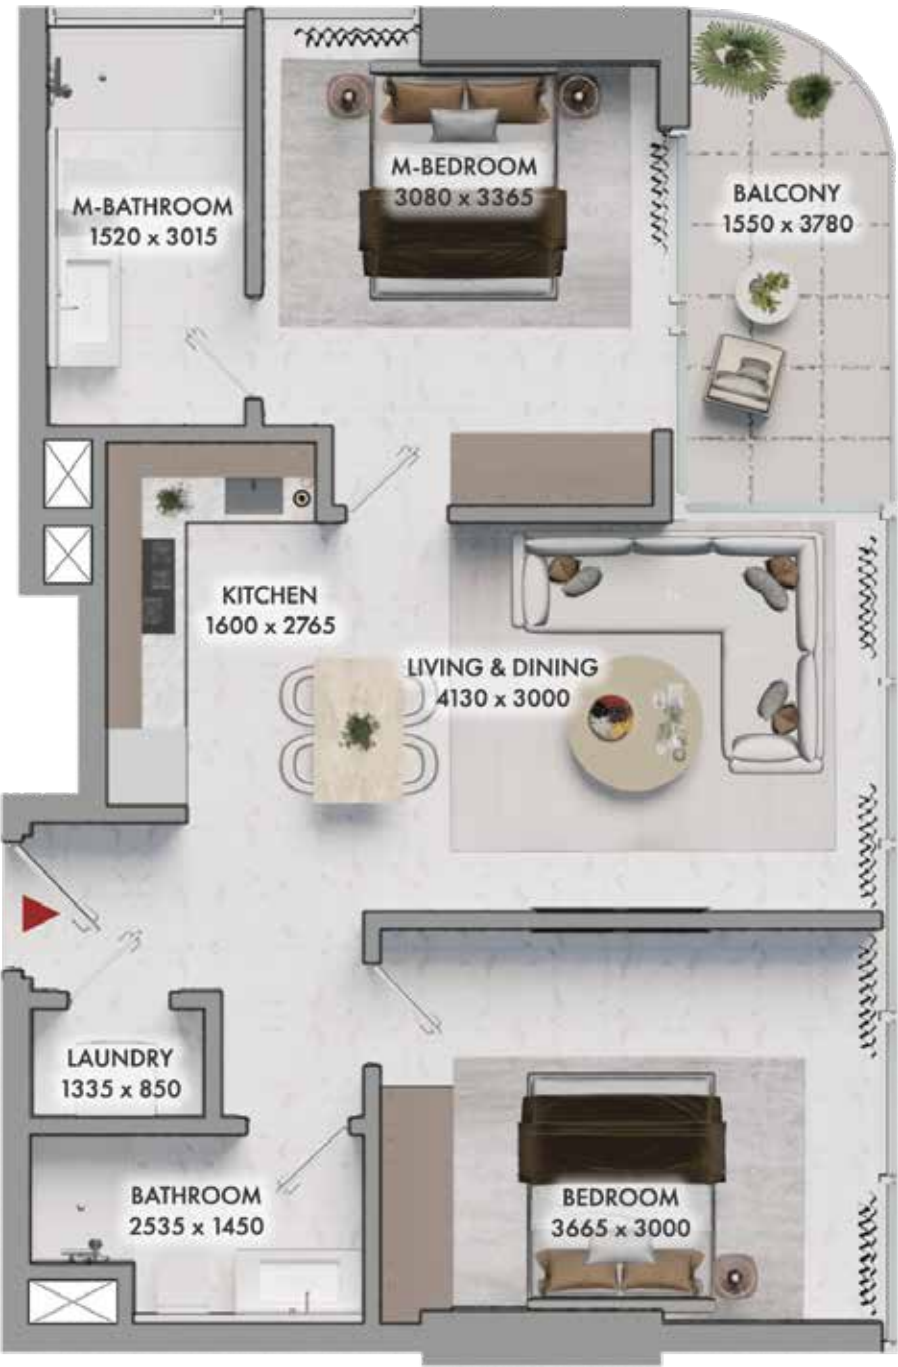 M-BEDROOM
3080 x 3365
M-BATHROOM
1520 x 3015
BALCONY
1550 x 3780
KITCHEN
1600 x 2765
LIVING & DINING
4130 x 3000
LAUNDRY
1335 x 850
BATHROOM
2535 x 1450
BEDROOM
3665 x 3000